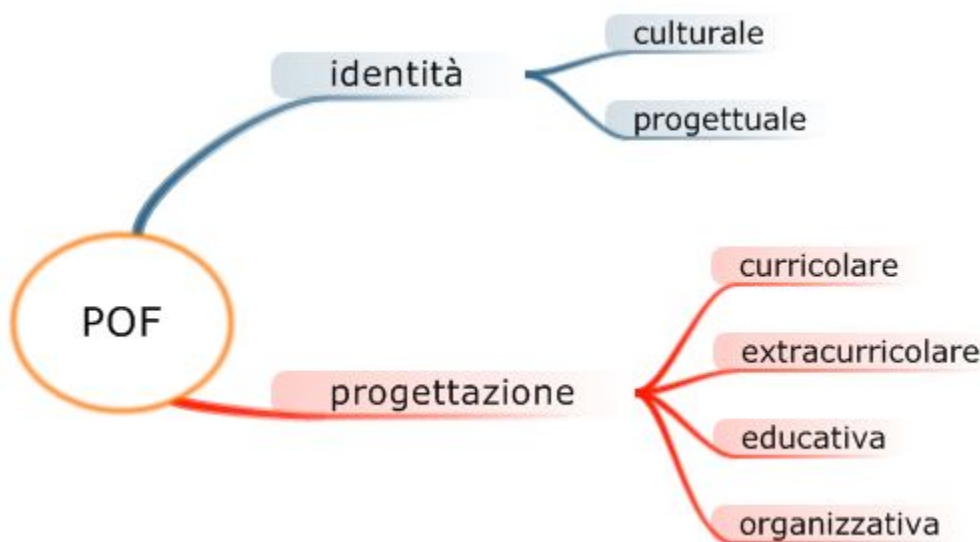 POF
identità
culturale
progettuale
progettazione
curricolare
extracurricolare
educativa
organizzativa